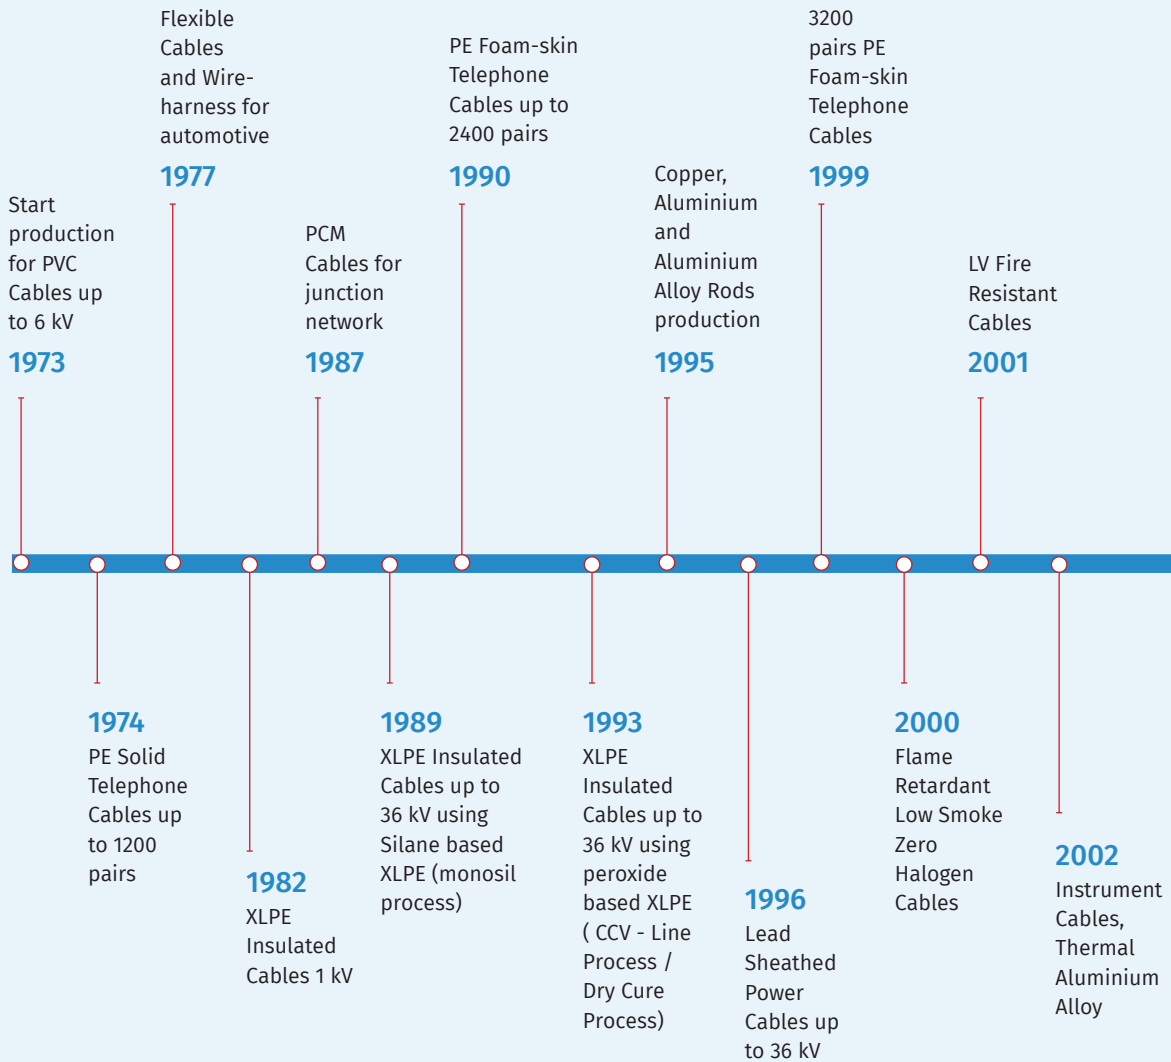 Start
production
for PVC
Cables up
to 6 kV
1973
1974
PE Solid
Telephone
Cables up
to 1200
pairs
Flexible
Cables
and Wire-
harness for
automotive
1977
1982
XLPE
Insulated
Cables 1 kV
PCM
Cables for
junction
network
1987
1989
XLPE Insulated
Cables up to
36 kV using
Silane based
XLPE (monosil
process)
PE Foam-skin
Telephone
Cables up to
2400 pairs
1990
1993
XLPE
Insulated
Cables up to
36 kV using
peroxide
based XLPE
( CCV - Line
Process /
Dry Cure
Process)
Copper,
Aluminium
and
Aluminium
Alloy Rods
production
1995
1996
Lead
Sheathed
Power
Cables up
to 36 kV
3200
pairs PE
Foam-skin
Telephone
Cables
1999
2000
Flame
Retardant
Low Smoke
Zero
Halogen
Cables
LV Fire
Resistant
Cables
2001
2002
Instrument
Cables,
Thermal
Aluminium
Alloy